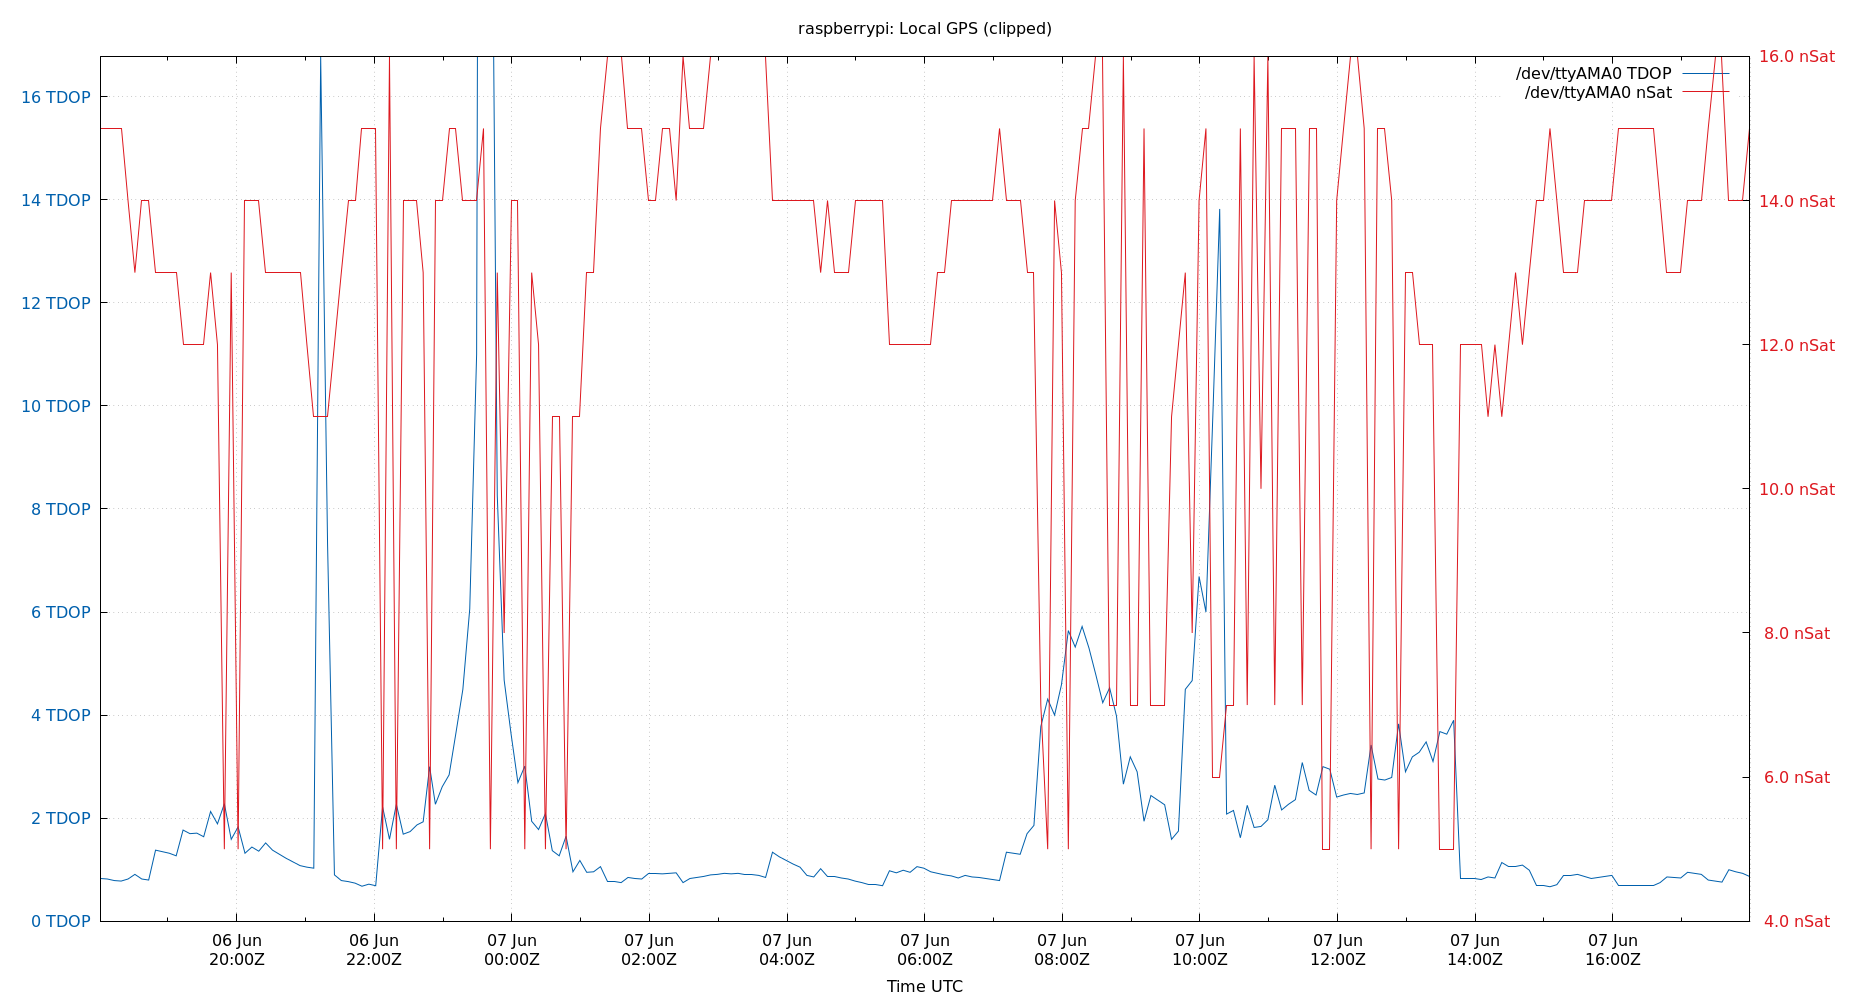 raspberrypi: Local GPS (clipped)
/dev/ttyAMA0 TDOP
/dev/ttyAMA0 nSat
16 TDOP
14 TDOP
12 TDOP
10 TDOP
8 TDOP
6 TDOP
4 TDOP
2 TDOP
0 TDOP
16.0 nSat
14.0 nSat
12.0 nSat
10.0 nSat
8.0 nSat
6.0 nSat
4.0 nSat
06 Jun
20:00Z
06 Jun
22:00Z
07 Jun
00:00Z
07 Jun
02:00Z
07 Jun
04:00Z
07 Jun
06:00Z
07 Jun
08:00Z
07 Jun
10:00Z
07 Jun
12:00Z
07 Jun
14:00Z
07 Jun
16:00Z
Time UTC